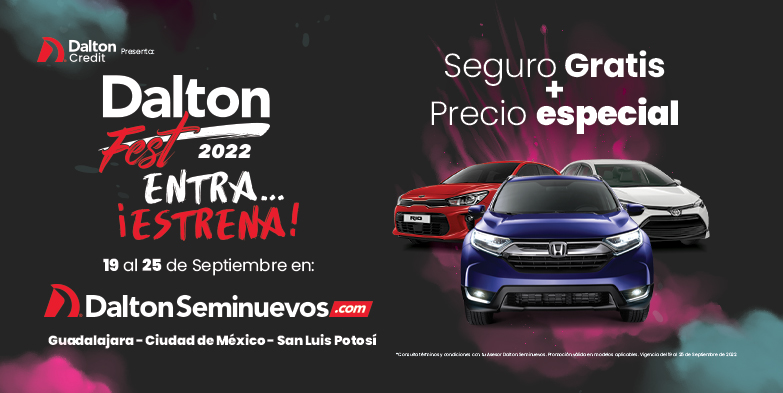 Dalton Credit Presenta:
Dalton
Fest 2022
ENTRA...
¡ESTRENA!
19 al 25 de Septiembre en:
DaltonSeminuevos.com
Guadalajara - Ciudad de México - San Luis Potosí
Seguro Gratis
+
Precio especial
RIO
*Consulta términos y condiciones con tu Asesor Dalton Seminuevos. Promoción válida en modelos aplicables. Vigencia del 19 al 25 de Septiembre de 2022